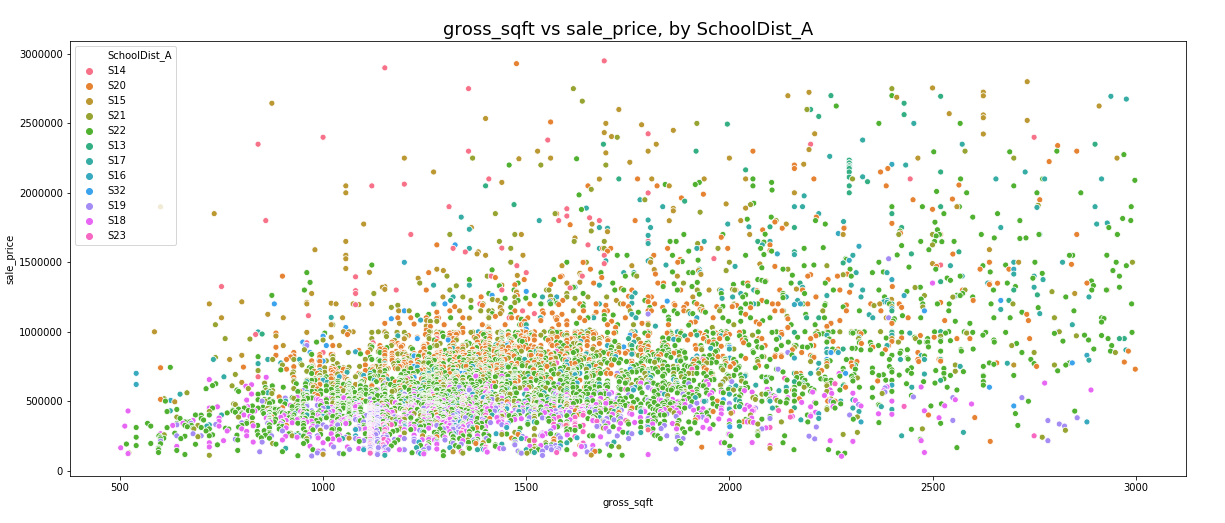 gross_sqft vs sale_price, by SchoolDist_A
SchoolDist_A
S14
S20
S15
S21
S22
S13
S17
S16
S32
S19
S18
S23
3000000
2500000
2000000
1500000
1000000
500000
0
sale_price
500
1000
1500
2000
2500
3000
gross_sqft